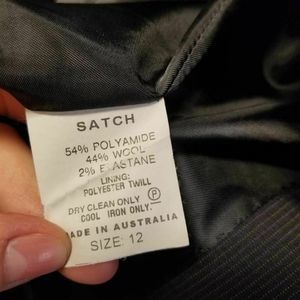 SATCH
54% POLYAMIDE
44% WOOL
2% ELASTANE
LINING:
POLYESTER TWILL
DRY CLEAN ONLY Ⓟ
COOL IRON ONLY.
MADE IN AUSTRALIA
SIZE: 12